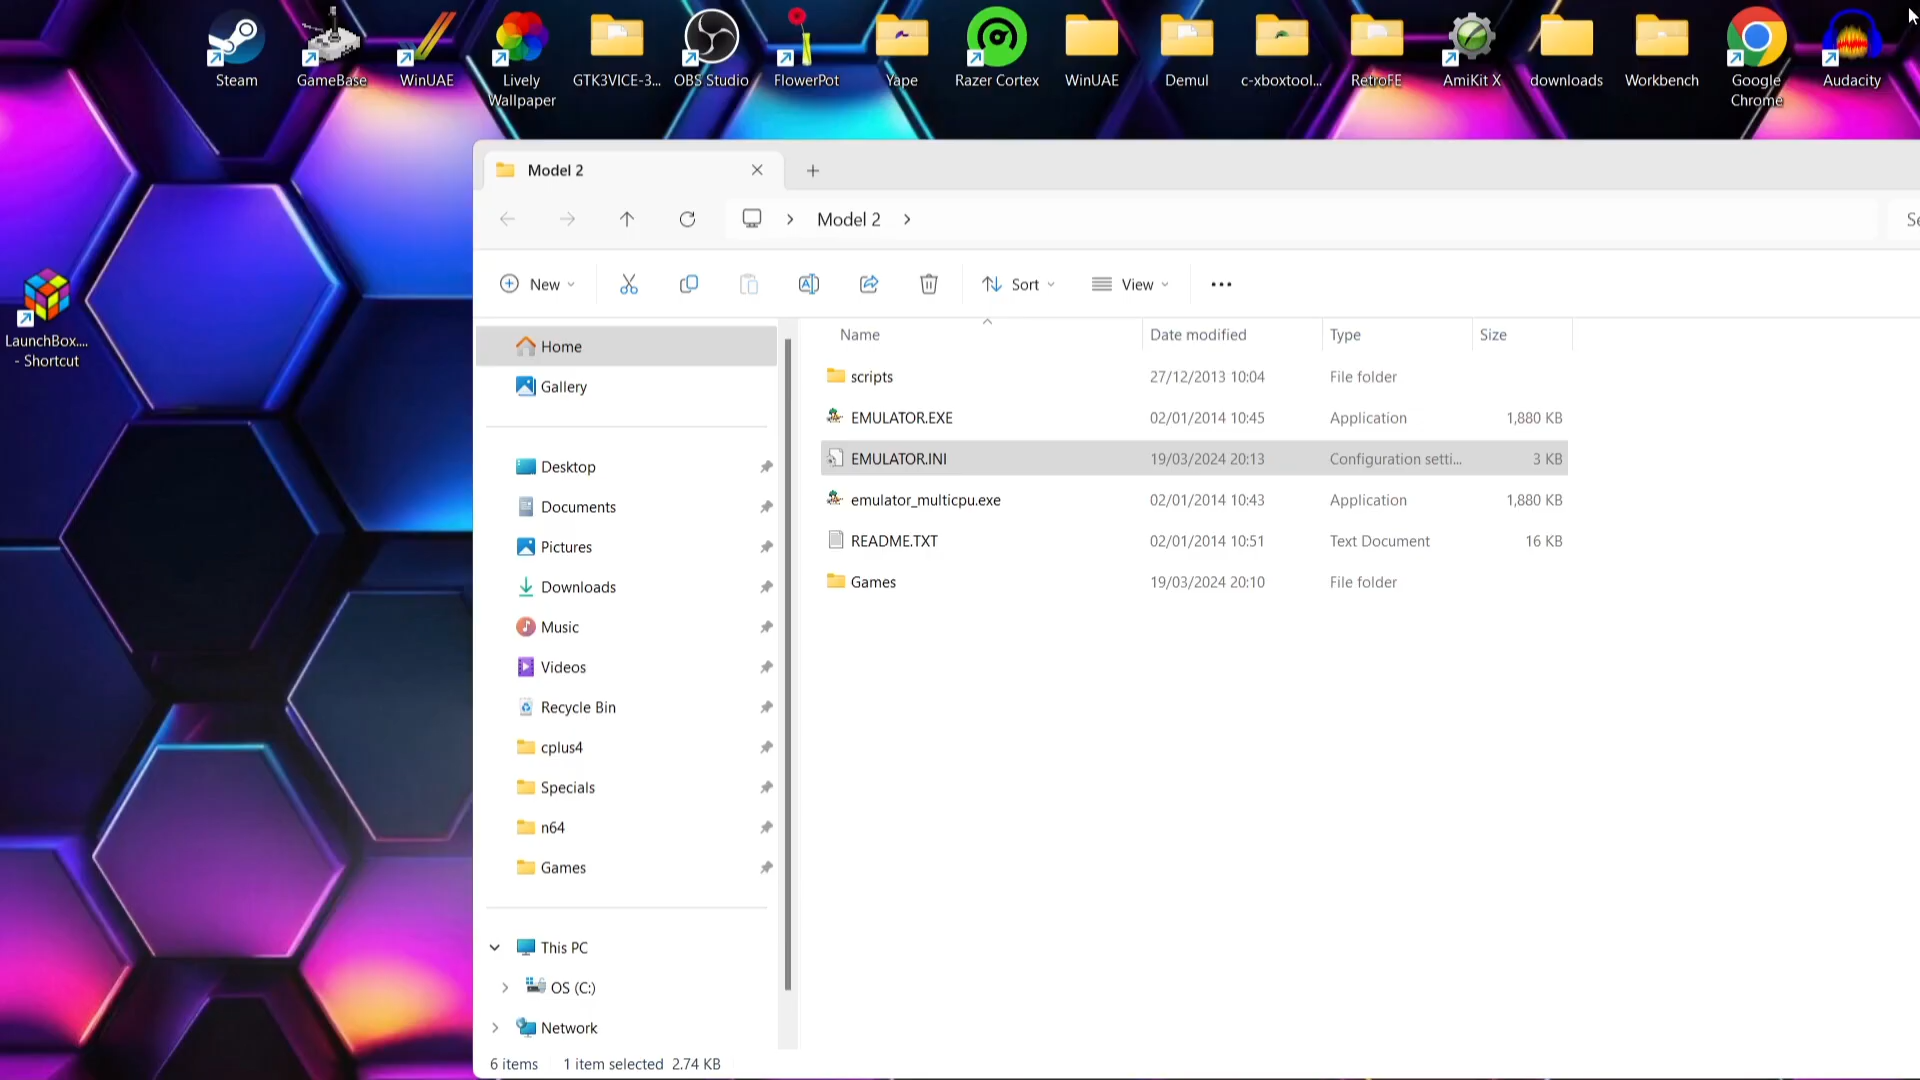 Steam
GameBase
WinUAE
Lively
Wallpaper
GTK3VICE-3...
OBS Studio
FlowerPot
Yape
Razer Cortex
WinUAE
Demul
c-xboxtool...
RetroFE
AmiKit X
downloads
Workbench
Google
Chrome
Audacity
LaunchBox....
- Shortcut
Model 2
Model 2
Se
New
Sort
View
Home
Gallery
Desktop
Documents
Pictures
Downloads
Music
Videos
Recycle Bin
cplus4
Specials
n64
Games
This PC
OS (C:)
Network
Name Date modified Type Size
scripts 27/12/2013 10:04 File folder
EMULATOR.EXE 02/01/2014 10:45 Application 1,880 KB
EMULATOR.INI 19/03/2024 20:13 Configuration setti... 3 KB
emulator_multicpu.exe 02/01/2014 10:43 Application 1,880 KB
README.TXT 02/01/2014 10:51 Text Document 16 KB
Games 19/03/2024 20:10 File folder
6 items 1 item selected 2.74 KB